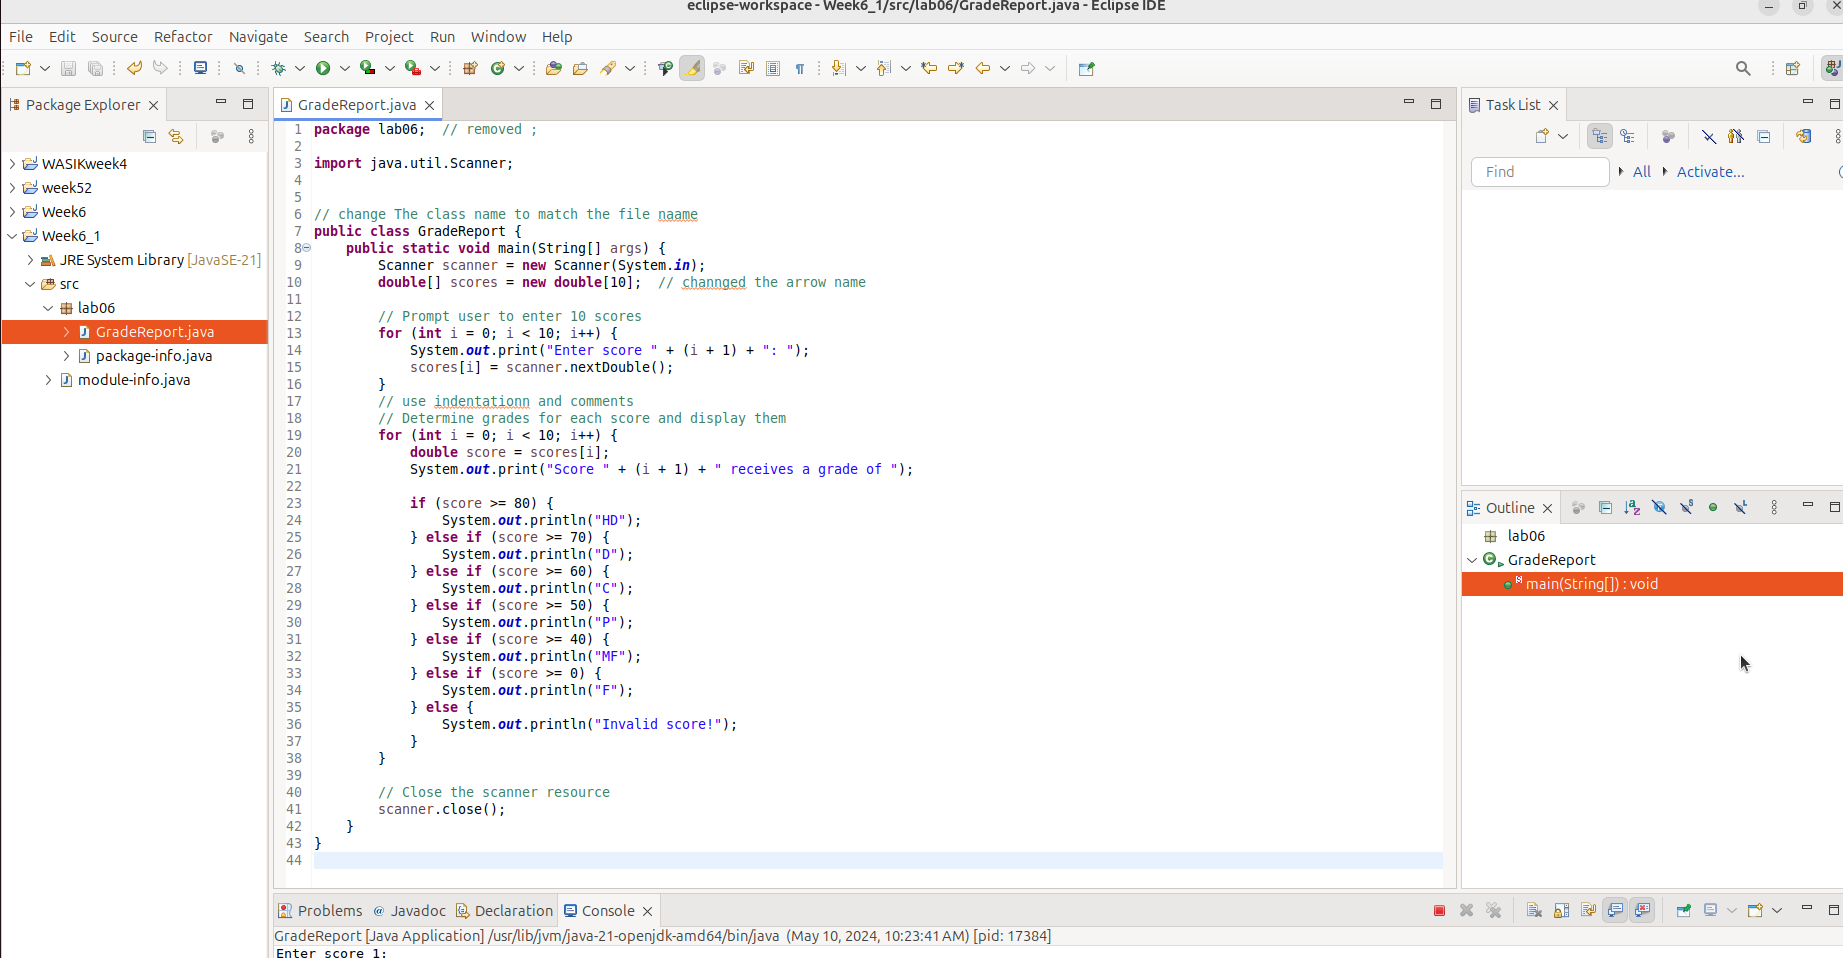 eclipse-workspace - Week6_1/src/lab06/GradeReport.java - Eclipse IDE
File Edit Source Refactor Navigate Search Project Run Window Help
Package Explorer
WASIKweek4
week52
Week6
Week6_1
JRE System Library [JavaSE-21]
src
lab06
GradeReport.java
package-info.java
module-info.java
GradeReport.java
1 package lab06;  // removed ;
2
3 import java.util.Scanner;
4
5
6 // change The class name to match the file naame
7 public class GradeReport {
8     public static void main(String[] args) {
9         Scanner scanner = new Scanner(System.in);
10         double[] scores = new double[10];  // channged the arrow name
11
12         // Prompt user to enter 10 scores
13         for (int i = 0; i < 10; i++) {
14             System.out.print("Enter score " + (i + 1) + ": ");
15             scores[i] = scanner.nextDouble();
16         }
17         // use indentationn and comments
18         // Determine grades for each score and display them
19         for (int i = 0; i < 10; i++) {
20             double score = scores[i];
21             System.out.print("Score " + (i + 1) + " receives a grade of ");
22
23             if (score >= 80) {
24                 System.out.println("HD");
25             } else if (score >= 70) {
26                 System.out.println("D");
27             } else if (score >= 60) {
28                 System.out.println("C");
29             } else if (score >= 50) {
30                 System.out.println("P");
31             } else if (score >= 40) {
32                 System.out.println("MF");
33             } else if (score >= 0) {
34                 System.out.println("F");
35             } else {
36                 System.out.println("Invalid score!");
37             }
38         }
39
40         // Close the scanner resource
41         scanner.close();
42     }
43 }
44
Task List
Find All Activate...
Outline
lab06
GradeReport
main(String[]) : void
Problems Javadoc Declaration Console
GradeReport [Java Application] /usr/lib/jvm/java-21-openjdk-amd64/bin/java (May 10, 2024, 10:23:41 AM) [pid: 17384]
Enter score 1: